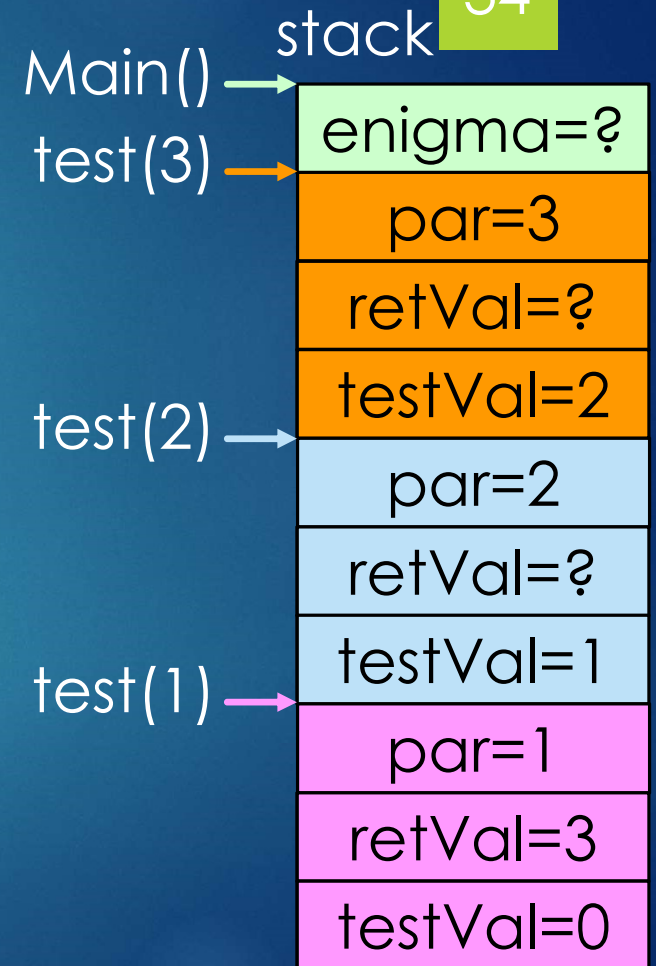 stack
Main()
enigma=?
test(3)
par=3
retVal=?
testVal=2
test(2)
par=2
retVal=?
testVal=1
test(1)
par=1
retVal=3
testVal=0